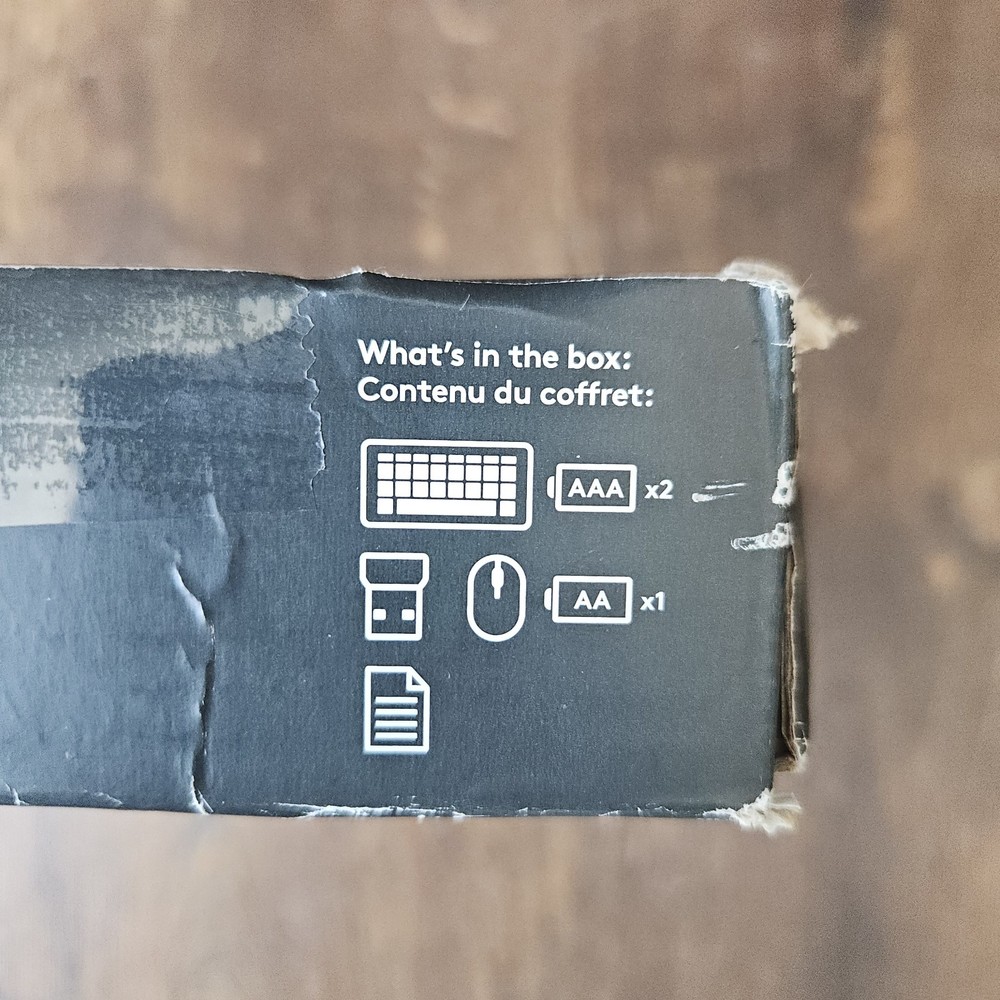 What's in the box:
Contenu du coffret:
AAA x2
AA x1